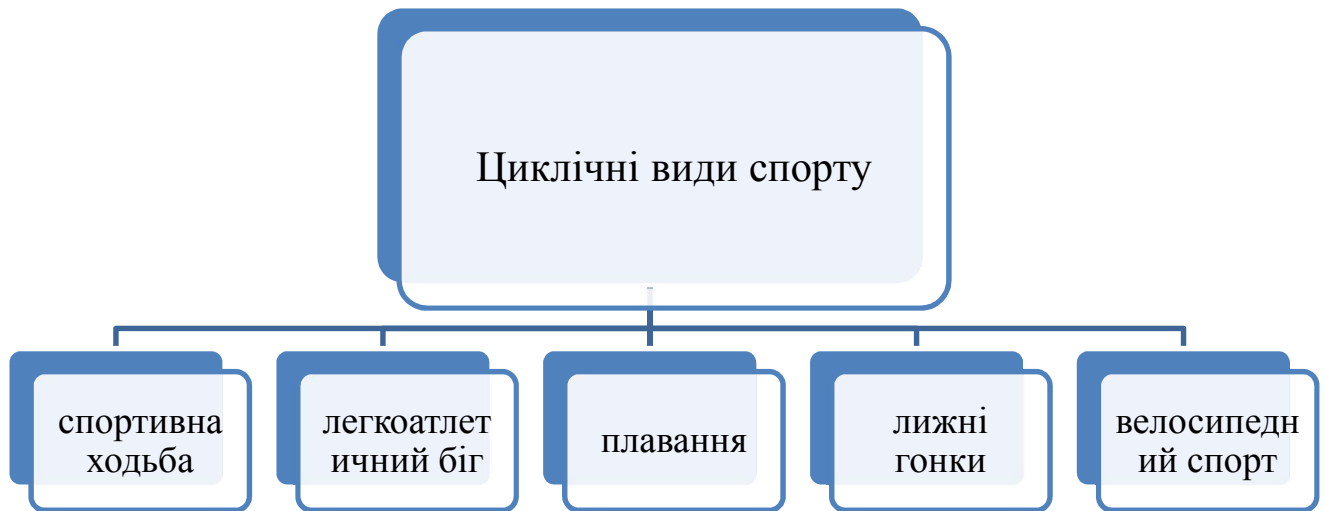 Циклічні види спорту
спортивна
ходьба
легкоатлет
ичний біг
плавання
лижні
гонки
велосипедн
ий спорт